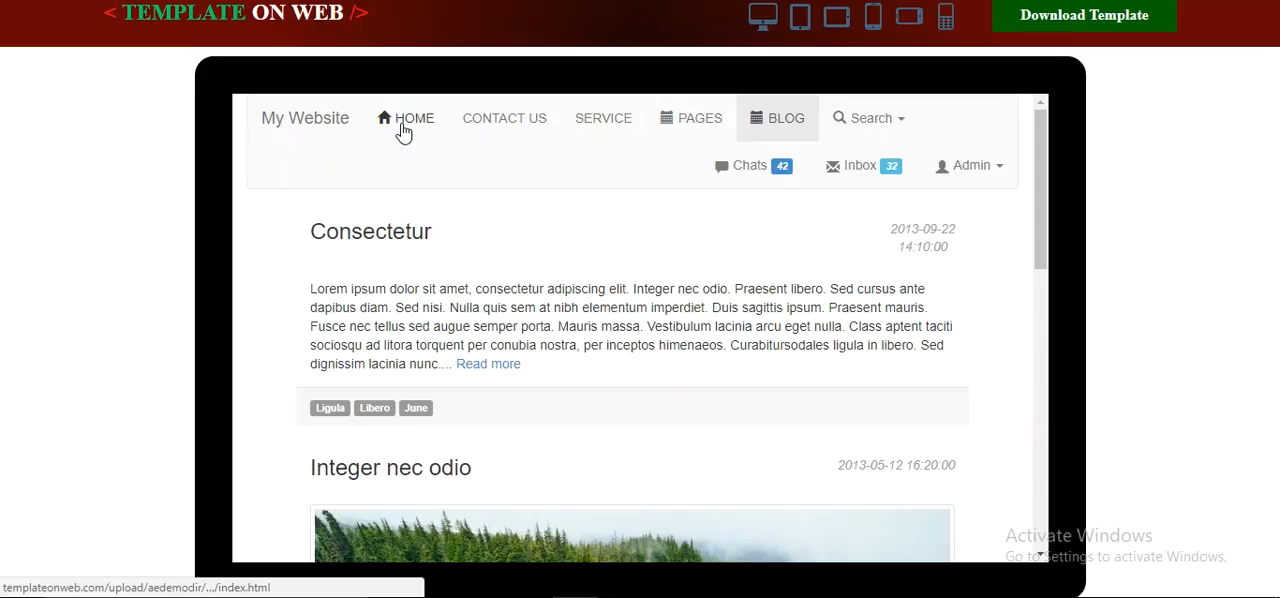 < TEMPLATE ON WEB />
Download Template
My Website HOME CONTACT US SERVICE PAGES BLOG Search
Chats 42 Inbox 32 Admin
Consectetur
2013-09-22
14:10:00
Lorem ipsum dolor sit amet, consectetur adipiscing elit. Integer nec odio. Praesent libero. Sed cursus ante
dapibus diam. Sed nisi. Nulla quis sem at nibh elementum imperdiet. Duis sagittis ipsum. Praesent mauris.
Fusce nec tellus sed augue semper porta. Mauris massa. Vestibulum lacinia arcu eget nulla. Class aptent taciti
sociosqu ad litora torquent per conubia nostra, per inceptos himenaeos. Curabitursodales ligula in libero. Sed
dignissim lacinia nunc.... Read more
Ligula Libero June
Integer nec odio
2013-05-12 16:20:00
Activate Windows
Go to Settings to activate Windows.
templateonweb.com/upload/aedemodir/.../index.html